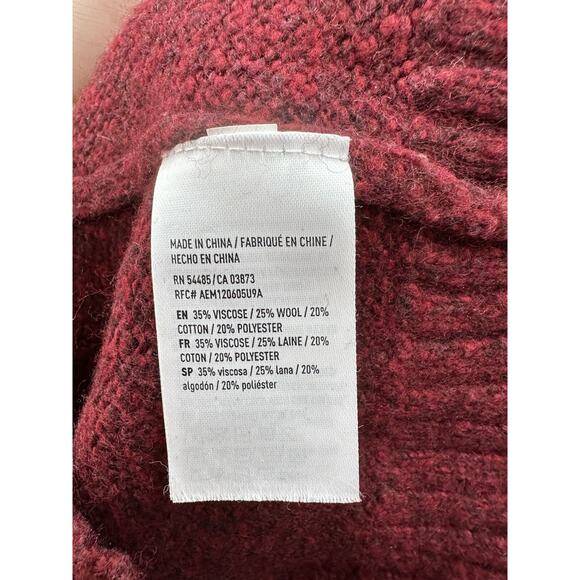 MADE IN CHINA / FABRIQUÉ EN CHINE /
HECHO EN CHINA
RN 54485 / CA 03873
RFC# AEM120605U9A
EN 35% VISCOSE / 25% WOOL / 20%
COTTON / 20% POLYESTER
FR 35% VISCOSE / 25% LAINE / 20%
COTON / 20% POLYESTER
SP 35% viscosa / 25% lana / 20%
algodón / 20% poliéster